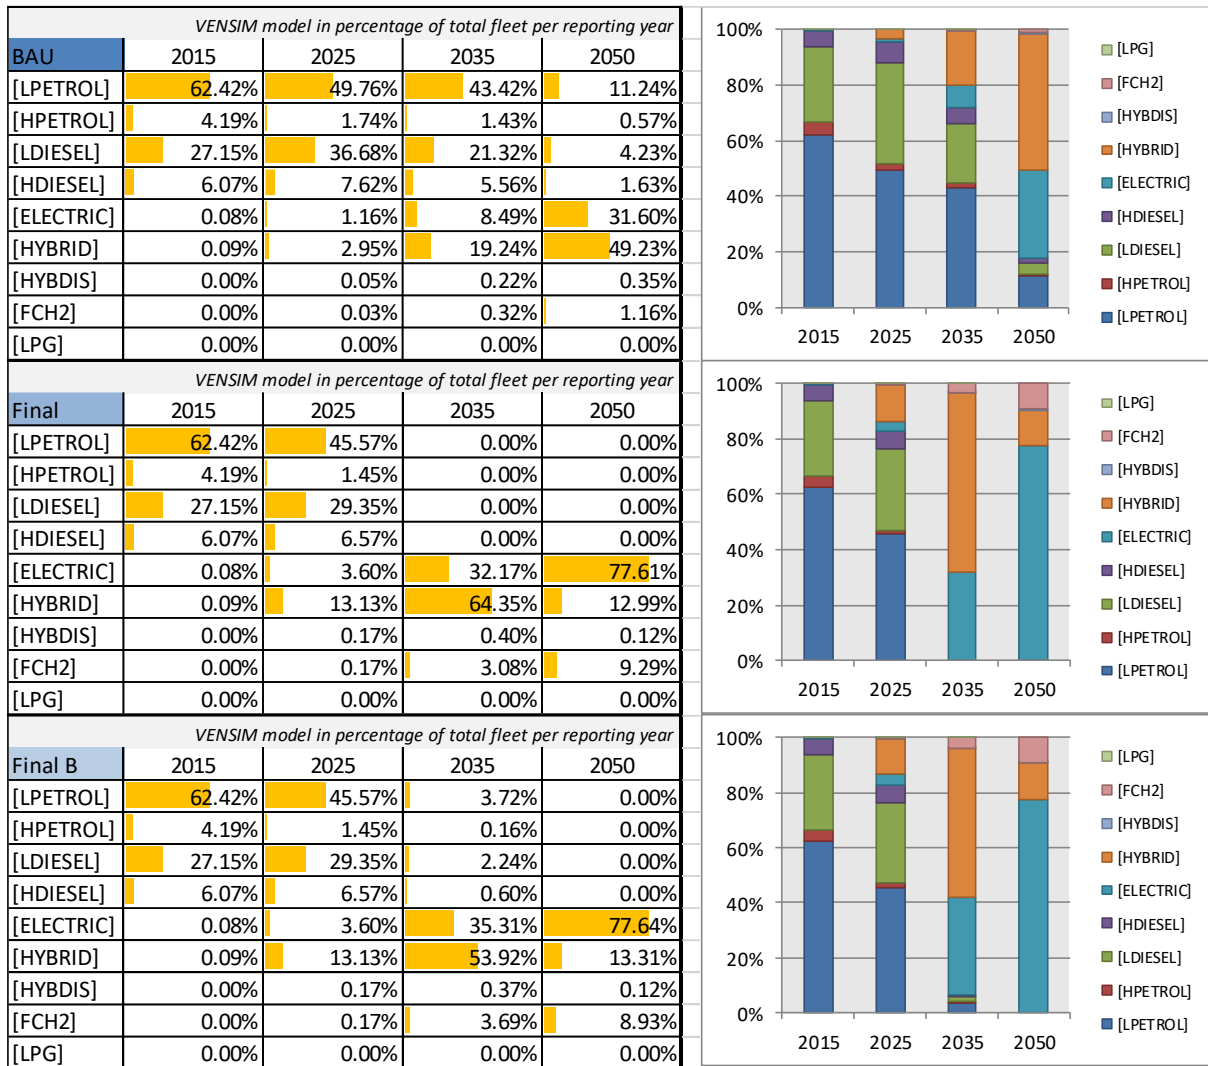 VENSIM model in percentage of total fleet per reporting year
BAU 2015 2025 2035 2050
[LPETROL] 62.42% 49.76% 43.42% 11.24%
[HPETROL] 4.19% 1.74% 1.43% 0.57%
[LDIESEL] 27.15% 36.68% 21.32% 4.23%
[HDIESEL] 6.07% 7.62% 5.56% 1.63%
[ELECTRIC] 0.08% 1.16% 8.49% 31.60%
[HYBRID] 0.09% 2.95% 19.24% 49.23%
[HYBDIS] 0.00% 0.05% 0.22% 0.35%
[FCH2] 0.00% 0.03% 0.32% 1.16%
[LPG] 0.00% 0.00% 0.00% 0.00%
100%
80%
60%
40%
20%
0%
2015 2025 2035 2050
[LPG]
[FCH2]
[HYBDIS]
[HYBRID]
[ELECTRIC]
[HDIESEL]
[LDIESEL]
[HPETROL]
[LPETROL]
VENSIM model in percentage of total fleet per reporting year
Final 2015 2025 2035 2050
[LPETROL] 62.42% 45.57% 0.00% 0.00%
[HPETROL] 4.19% 1.45% 0.00% 0.00%
[LDIESEL] 27.15% 29.35% 0.00% 0.00%
[HDIESEL] 6.07% 6.57% 0.00% 0.00%
[ELECTRIC] 0.08% 3.60% 32.17% 77.61%
[HYBRID] 0.09% 13.13% 64.35% 12.99%
[HYBDIS] 0.00% 0.17% 0.40% 0.12%
[FCH2] 0.00% 0.17% 3.08% 9.29%
[LPG] 0.00% 0.00% 0.00% 0.00%
100%
80%
60%
40%
20%
0%
2015 2025 2035 2050
[LPG]
[FCH2]
[HYBDIS]
[HYBRID]
[ELECTRIC]
[HDIESEL]
[LDIESEL]
[HPETROL]
[LPETROL]
VENSIM model in percentage of total fleet per reporting year
Final B 2015 2025 2035 2050
[LPETROL] 62.42% 45.57% 3.72% 0.00%
[HPETROL] 4.19% 1.45% 0.16% 0.00%
[LDIESEL] 27.15% 29.35% 2.24% 0.00%
[HDIESEL] 6.07% 6.57% 0.60% 0.00%
[ELECTRIC] 0.08% 3.60% 35.31% 77.64%
[HYBRID] 0.09% 13.13% 53.92% 13.31%
[HYBDIS] 0.00% 0.17% 0.37% 0.12%
[FCH2] 0.00% 0.17% 3.69% 8.93%
[LPG] 0.00% 0.00% 0.00% 0.00%
100%
80%
60%
40%
20%
0%
2015 2025 2035 2050
[LPG]
[FCH2]
[HYBDIS]
[HYBRID]
[ELECTRIC]
[HDIESEL]
[LDIESEL]
[HPETROL]
[LPETROL]